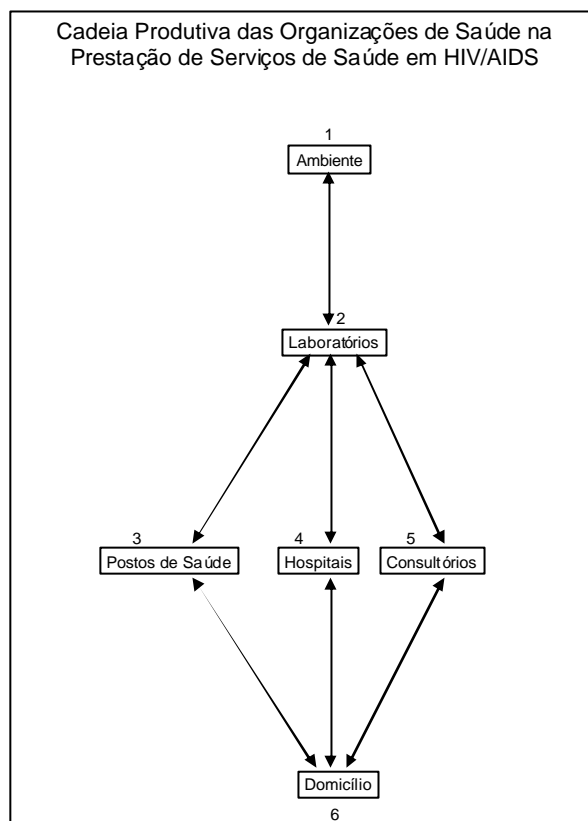 Cadeia Produtiva das Organizações de Saúde na
Prestação de Serviços de Saúde em HIV/AIDS
1
Ambiente
2
Laboratórios
3
Postos de Saúde
4
Hospitais
5
Consultórios
Domicílio
6